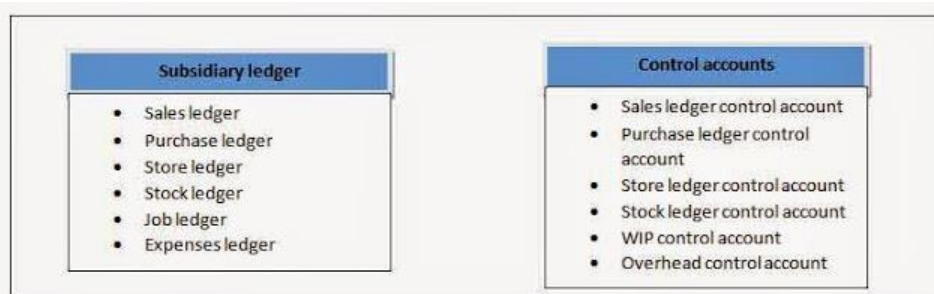 Subsidiary ledger
• Sales ledger
• Purchase ledger
• Store ledger
• Stock ledger
• Job ledger
• Expenses ledger
Control accounts
• Sales ledger control account
• Purchase ledger control
account
• Store ledger control account
• Stock ledger control account
• WIP control account
• Overhead control account